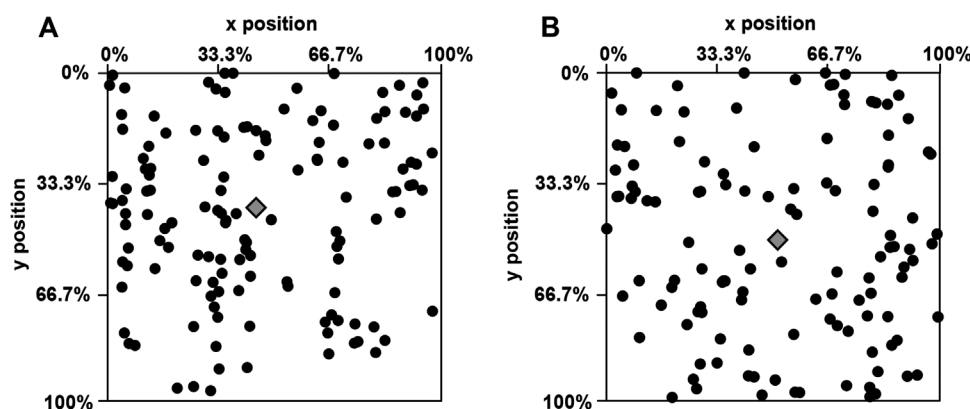 A
x position
0%
33.3%
66.7%
100%
y position
0%
33.3%
66.7%
100%
B
x position
0%
33.3%
66.7%
100%
y position
0%
33.3%
66.7%
100%